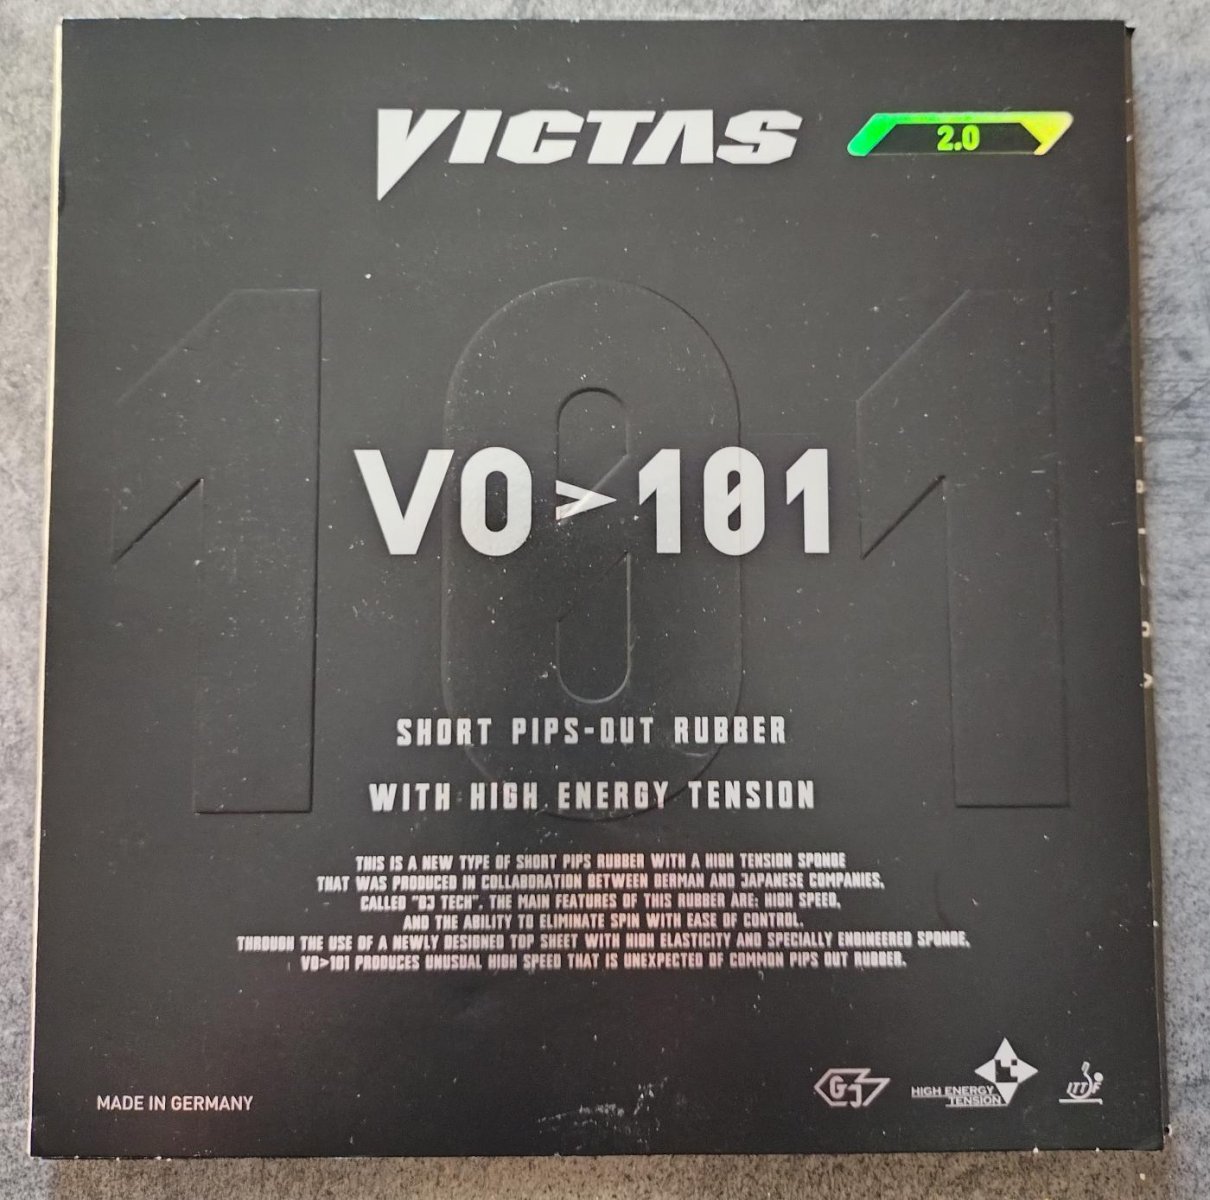 VICTAS
2.0
101
VO>101
SHORT PIPS-OUT RUBBER
WITH HIGH ENERGY TENSION
THIS IS A NEW TYPE OF SHORT PIPS RUBBER WITH A HIGH TENSION SPONGE
THAT WAS PRODUCED IN COLLABORATION BETWEEN GERMAN AND JAPANESE COMPANIES,
CALLED "GJ TECH". THE MAIN FEATURES OF THIS RUBBER ARE: HIGH SPEED,
AND THE ABILITY TO ELIMINATE SPIN WITH EASE OF CONTROL.
THROUGH THE USE OF A NEWLY DESIGNED TOP SHEET WITH HIGH ELASTICITY AND SPECIALLY ENGINEERED SPONGE,
VO>101 PRODUCES UNUSUAL HIGH SPEED THAT IS UNEXPECTED OF COMMON PIPS OUT RUBBER.
MADE IN GERMANY
GJ
HIGH ENERGY
TENSION
ITTF